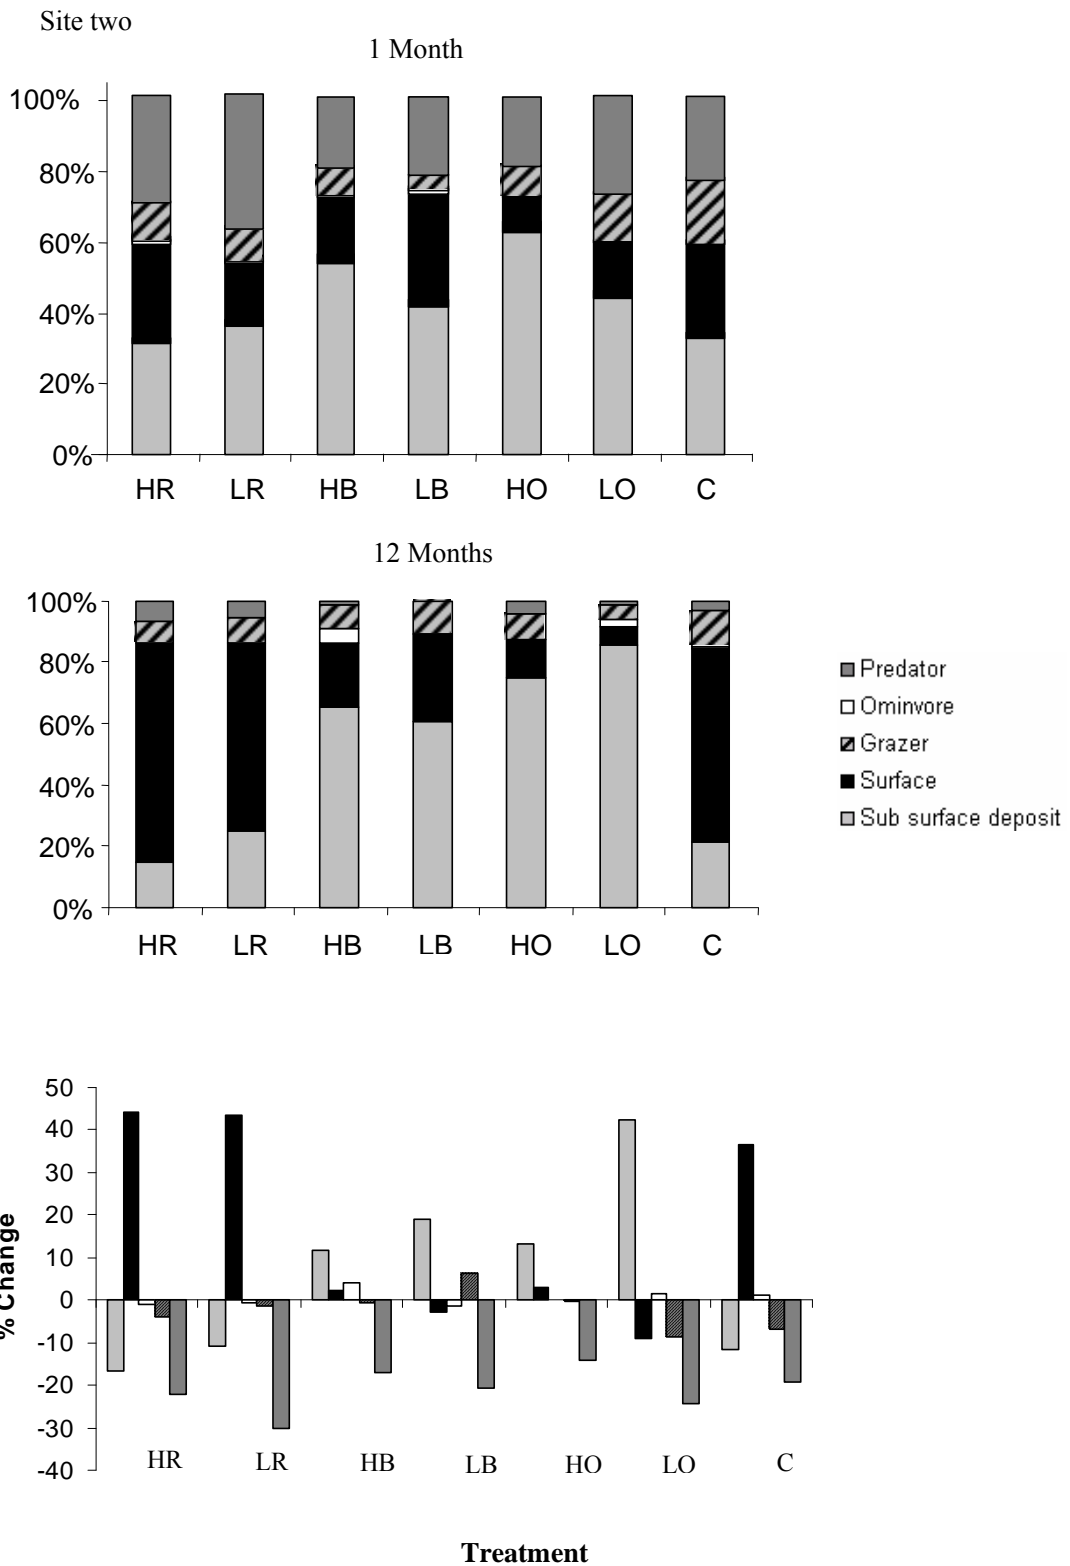 Site two
1 Month
100%
80%
60%
40%
20%
0%
HR LR HB LB HO LO C
12 Months
100%
80%
60%
40%
20%
0%
HR LR HB LB HO LO C
Predator
Ominvore
Grazer
Surface
Sub surface deposit
50
40
30
20
10
0
-10
-20
-30
-40
% Change
HR LR HB LB HO LO C
Treatment